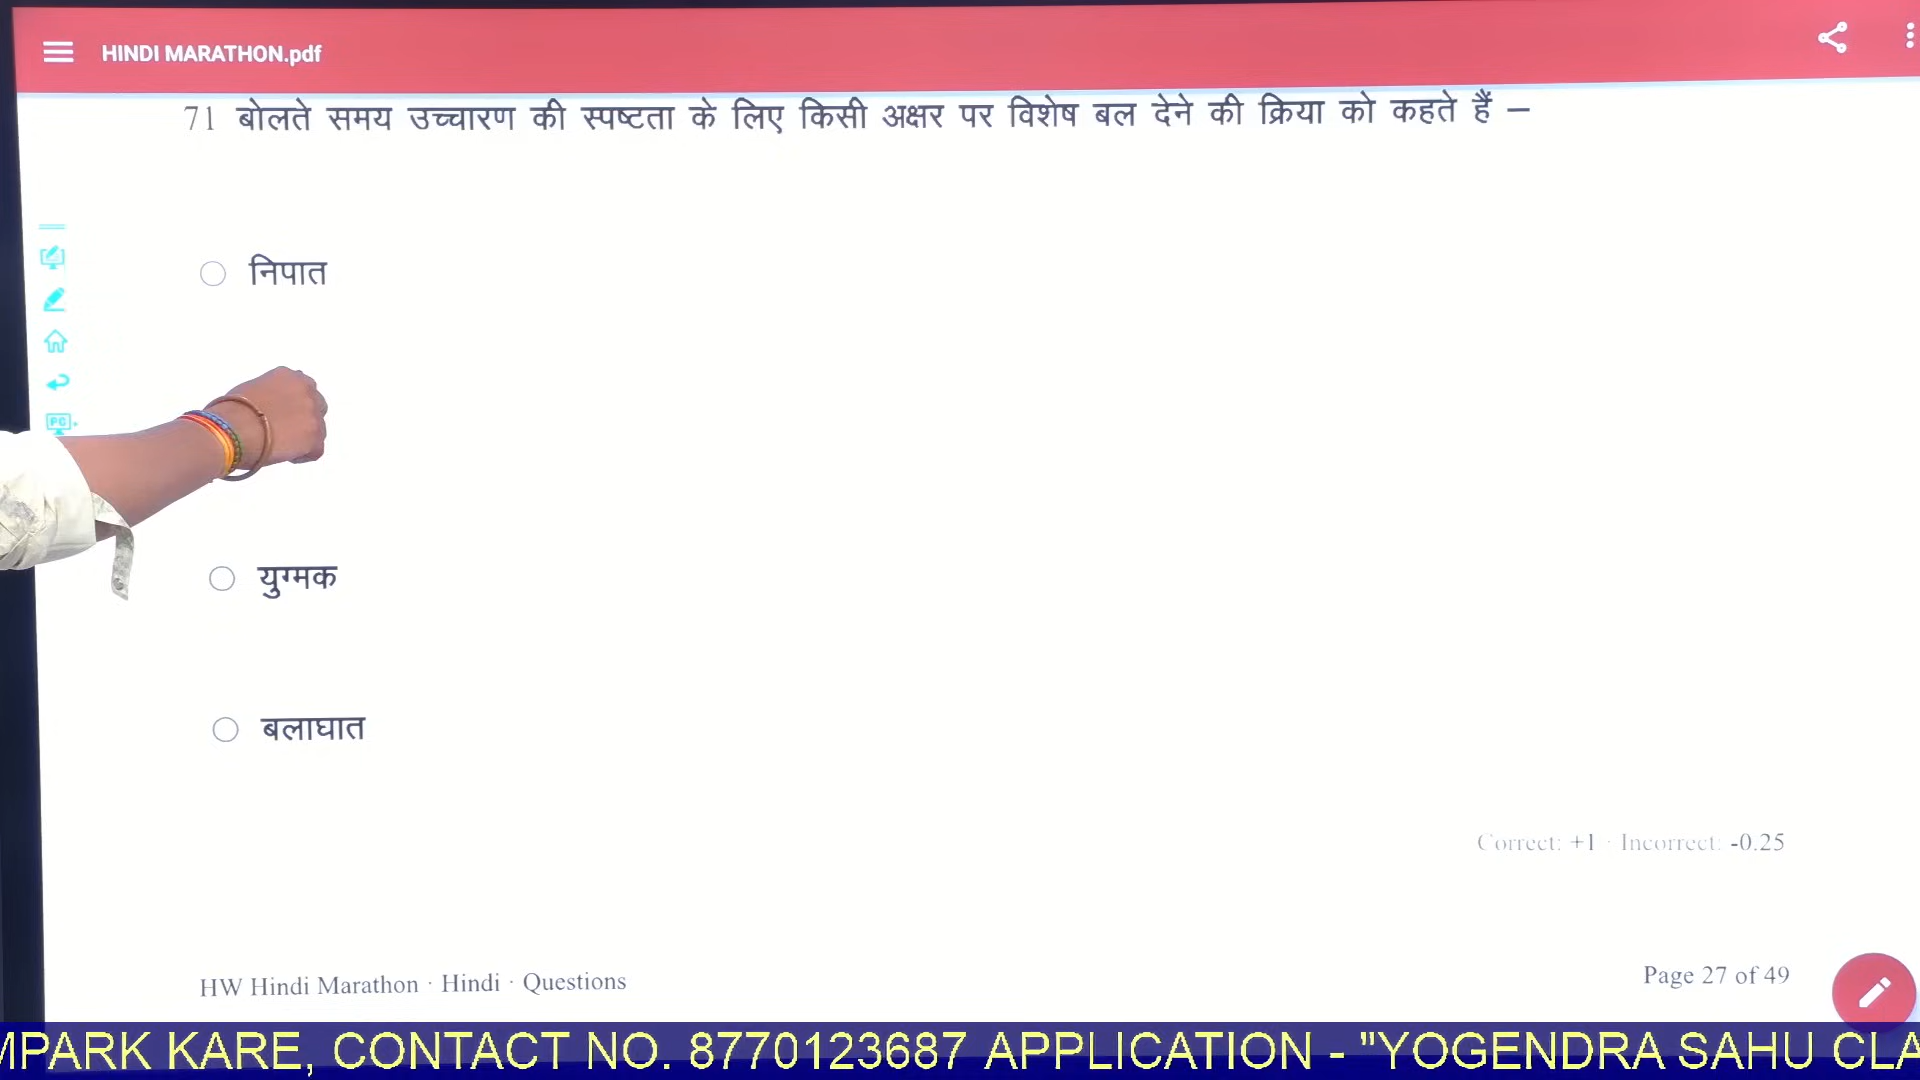 HINDI MARATHON.pdf
71 बोलते समय उच्चारण की स्पष्टता के लिए किसी अक्षर पर विशेष बल देने की क्रिया को कहते हैं –
निपात
PC
युग्मक
बलाघात
Correct: +1 · Incorrect: -0.25
HW Hindi Marathon · Hindi · Questions
Page 27 of 49
MPARK KARE, CONTACT NO. 8770123687 APPLICATION - "YOGENDRA SAHU CLA